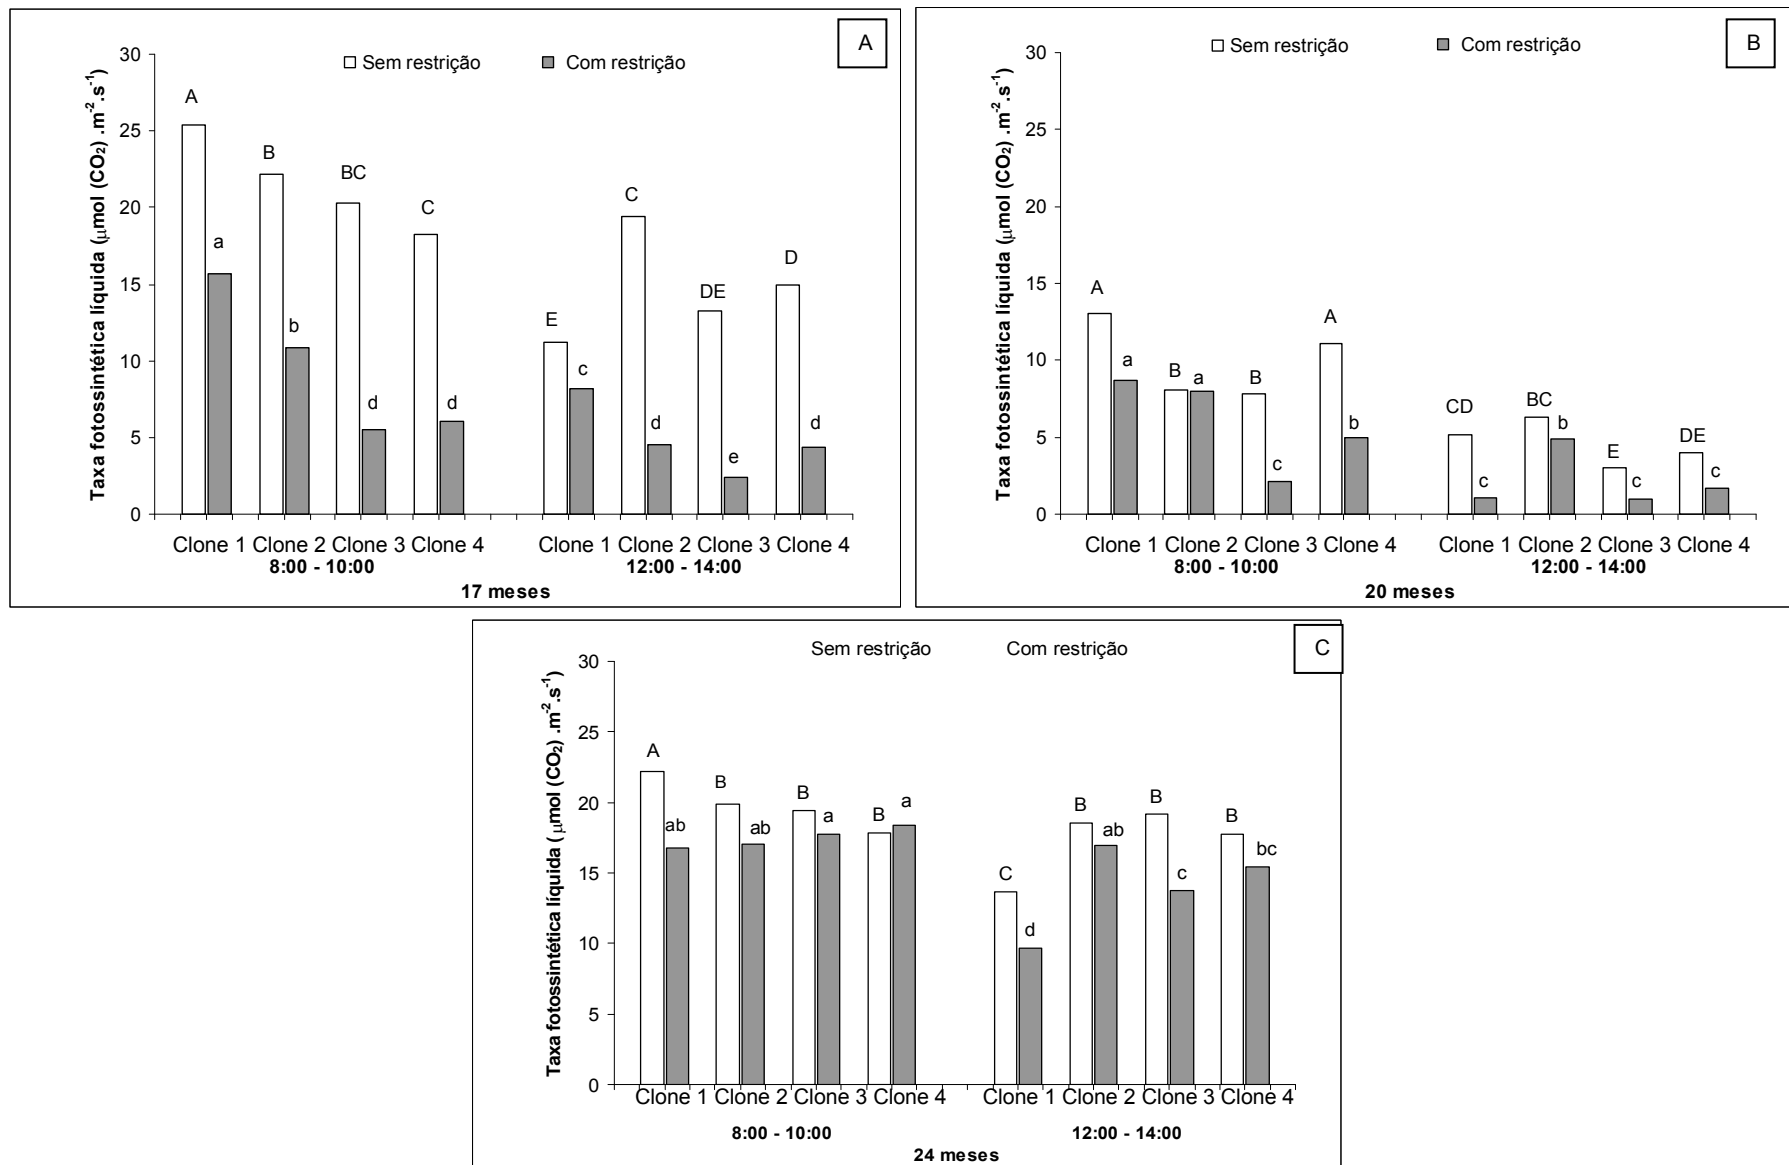 A
Sem restrição Com restrição
Taxa fotossintética líquida (μmol (CO₂) .m⁻².s⁻¹)
30
25
20
15
10
5
0
A
a
B
b
BC
d
C
d
E
c
C
d
DE
e
D
d
Clone 1 Clone 2 Clone 3 Clone 4 Clone 1 Clone 2 Clone 3 Clone 4
8:00 - 10:00 12:00 - 14:00
17 meses
B
Sem restrição Com restrição
Taxa fotossintética líquida (μmol (CO₂) .m⁻².s⁻¹)
30
25
20
15
10
5
0
A
a
B
a
B
c
A
b
CD
c
BC
b
E
c
DE
c
Clone 1 Clone 2 Clone 3 Clone 4 Clone 1 Clone 2 Clone 3 Clone 4
8:00 - 10:00 12:00 - 14:00
20 meses
C
Sem restrição Com restrição
Taxa fotossintética líquida ( μmol (CO₂) .m⁻².s⁻¹)
30
25
20
15
10
5
0
A
ab
B
ab
B
a
B
a
C
d
B
ab
B
c
B
bc
Clone 1 Clone 2 Clone 3 Clone 4 Clone 1 Clone 2 Clone 3 Clone 4
8:00 - 10:00 12:00 - 14:00
24 meses